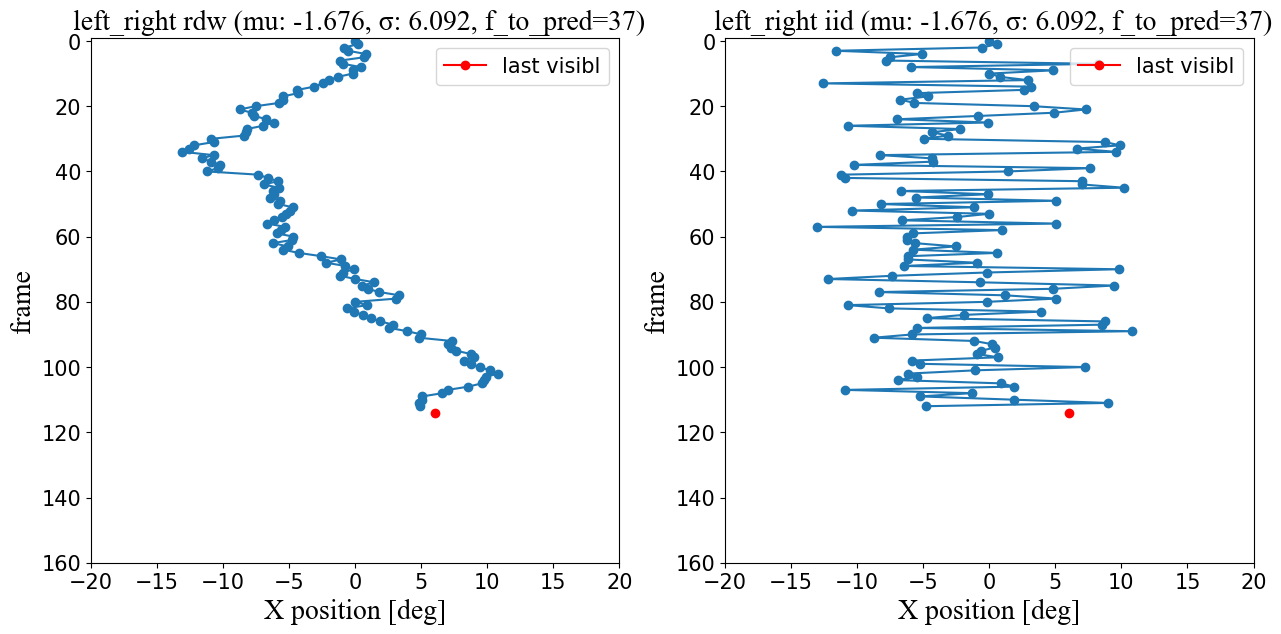 left_right rdw (mu: -1.676, σ: 6.092, f_to_pred=37)
last visibl
frame
0
20
40
60
80
100
120
140
160
−20 −15 −10 −5 0 5 10 15 20
X position [deg]
left_right iid (mu: -1.676, σ: 6.092, f_to_pred=37)
last visibl
frame
0
20
40
60
80
100
120
140
160
−20 −15 −10 −5 0 5 10 15 20
X position [deg]